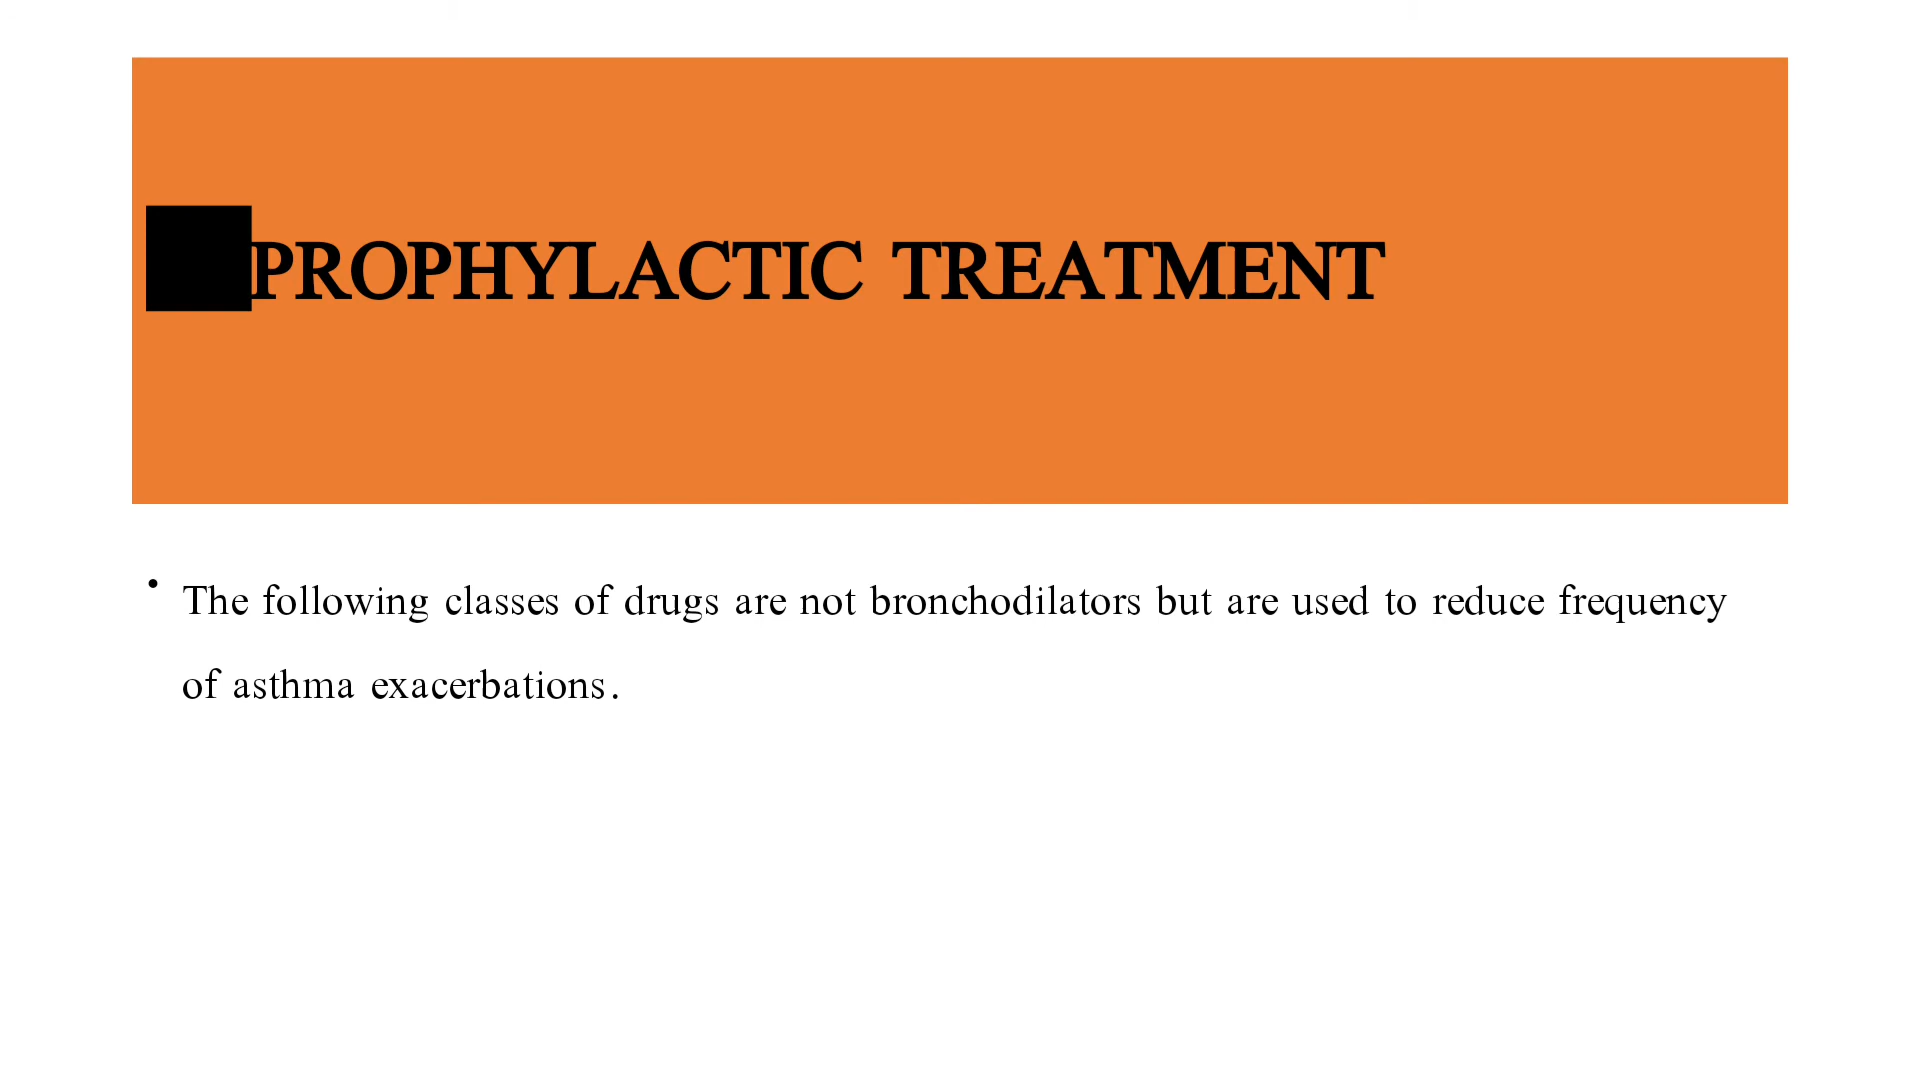 PROPHYLACTIC TREATMENT
• The following classes of drugs are not bronchodilators but are used to reduce frequency
of asthma exacerbations.